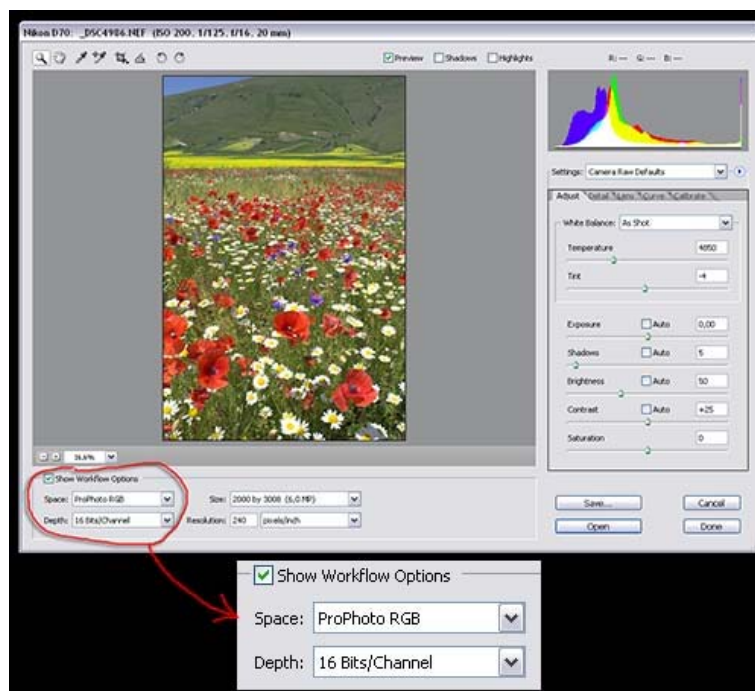 Nikon D70: _DSC4986.NEF (ISO 200, 1/125, f/16, 20 mm)
Preview Shadows Highlights R: --- G: --- B: ---
Settings: Camera Raw Defaults
Adjust Detail Lens Curve Calibrate
White Balance: As Shot
Temperature 4850
Tint -4
Exposure Auto 0,00
Shadows Auto 5
Brightness Auto 50
Contrast Auto +25
Saturation 0
Show Workflow Options
Space: ProPhoto RGB Size: 2000 by 3008 (6,0 MP)
Depth: 16 Bits/Channel Resolution: 240 pixels/inch
Save... Cancel
Open Done
Show Workflow Options
Space: ProPhoto RGB
Depth: 16 Bits/Channel